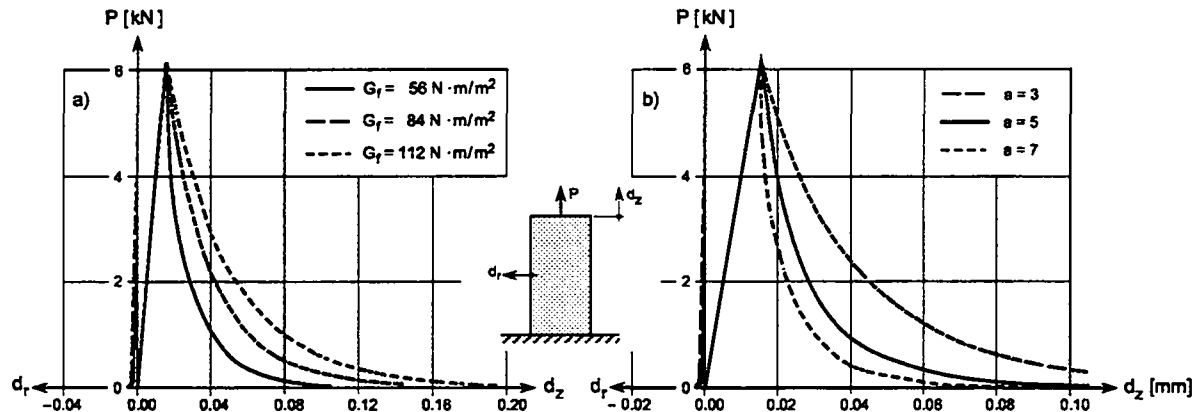 P [kN]
6
a)
G_f = 56 N·m/m²
G_f = 84 N·m/m²
G_f = 112 N·m/m²
4
2
0
d_r
d_z
-0.04 0.00 0.04 0.08 0.12 0.16 0.20
P
d_z
d_r
P [kN]
6
b)
a = 3
a = 5
a = 7
4
2
0
d_r
d_z [mm]
-0.02 0.00 0.02 0.04 0.06 0.08 0.10